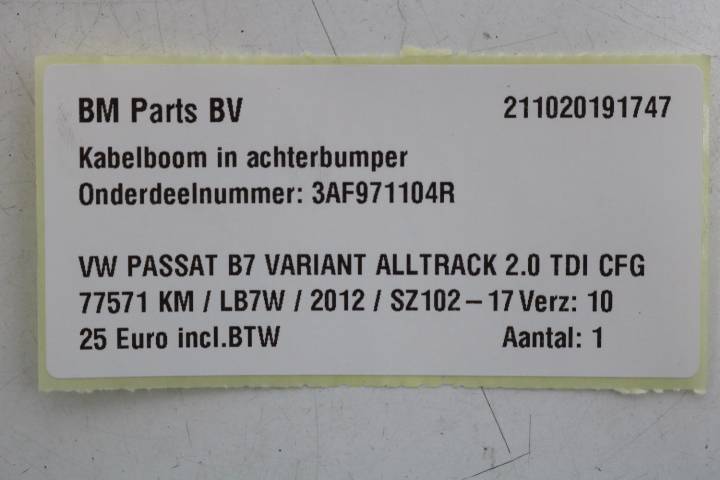 BM Parts BV 211020191747
Kabelboom in achterbumper
Onderdeelnummer: 3AF971104R
VW PASSAT B7 VARIANT ALLTRACK 2.0 TDI CFG
77571 KM / LB7W / 2012 / SZ102-17 Verz: 10
25 Euro incl.BTW Aantal: 1